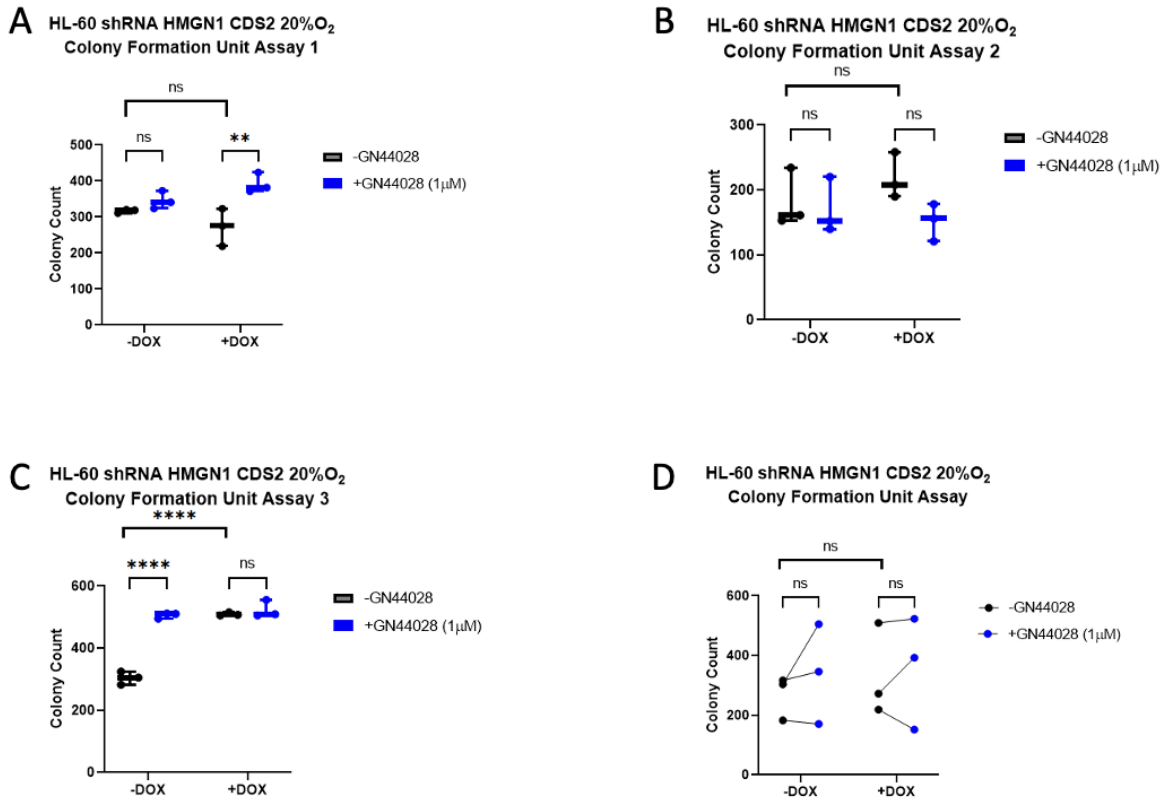 A
HL-60 shRNA HMGN1 CDS2 20%O₂
Colony Formation Unit Assay 1
ns
ns
**
500
400
300
200
100
0
Colony Count
-DOX
+DOX
-GN44028
+GN44028 (1μM)
B
HL-60 shRNA HMGN1 CDS2 20%O₂
Colony Formation Unit Assay 2
ns
ns
ns
300
200
100
0
Colony Count
-DOX
+DOX
-GN44028
+GN44028 (1μM)
C
HL-60 shRNA HMGN1 CDS2 20%O₂
Colony Formation Unit Assay 3
****
****
ns
600
400
200
0
Colony Count
-DOX
+DOX
-GN44028
+GN44028 (1μM)
D
HL-60 shRNA HMGN1 CDS2 20%O₂
Colony Formation Unit Assay
ns
ns
ns
600
400
200
0
Colony Count
-DOX
+DOX
-GN44028
+GN44028 (1μM)